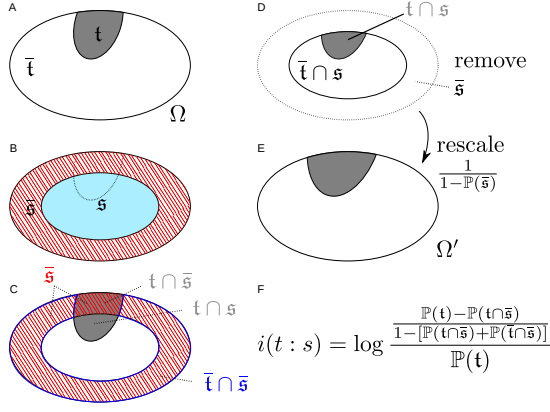 A
𝔱
𝔱̅
Ω
B
𝔰̅
𝔰
C
𝔰̅
𝔱 ∩ 𝔰̅
𝔱 ∩ 𝔰
𝔱̅ ∩ 𝔰̅
D
𝔱 ∩ 𝔰
𝔱̅ ∩ 𝔰
remove
𝔰̅
E
rescale
1/(1−ℙ(𝔰̅))
Ω′
F
i(t : s) = log ((ℙ(𝔱)−ℙ(𝔱∩𝔰̅))/(1−[ℙ(𝔱∩𝔰̅)+ℙ(𝔱̅∩𝔰̅)]))/ℙ(𝔱)